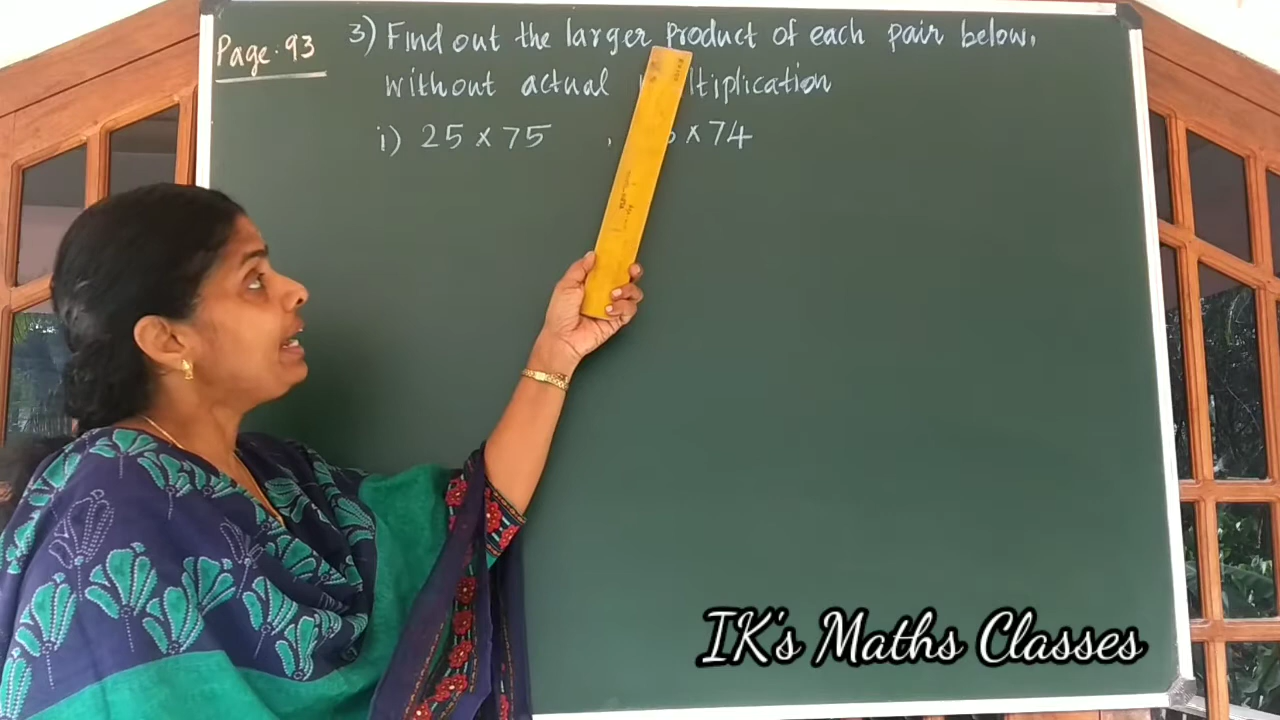 Page. 93
3) Find out the larger product of each pair below,
without actual
i) 25 × 75 , × 74
IK's Maths Classes